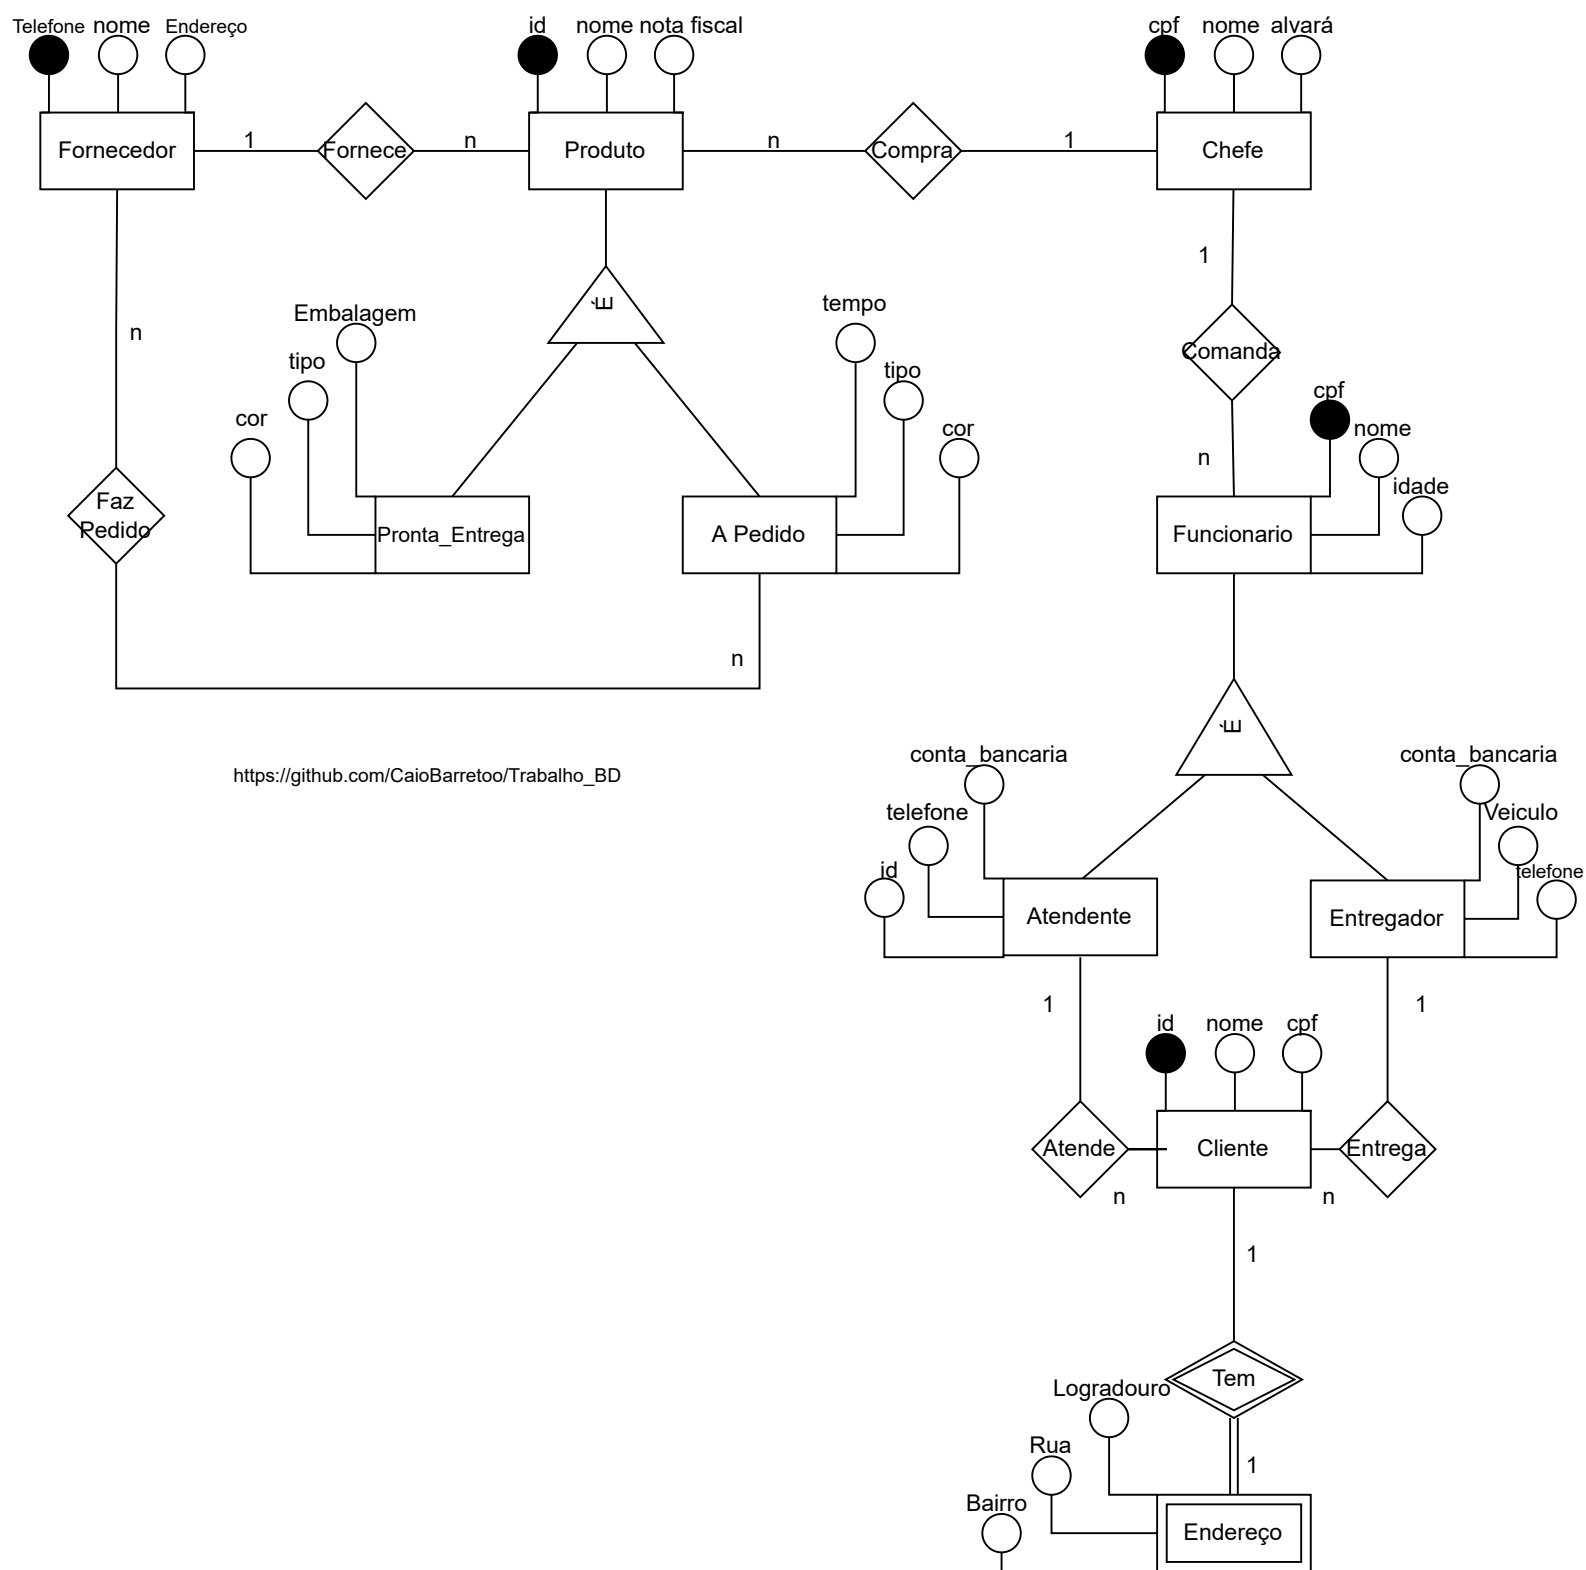 Telefone
nome
Endereço
id
nome
nota fiscal
cpf
nome
alvará
Fornecedor
1
Fornece
n
Produto
n
Compra
1
Chefe
n
É
1
Embalagem
tipo
cor
tempo
tipo
cor
Comanda
cpf
nome
idade
n
Faz
Pedido
Pronta_Entrega
A Pedido
Funcionario
n
É
https://github.com/CaioBarretoo/Trabalho_BD
conta_bancaria
telefone
id
conta_bancaria
Veiculo
telefone
Atendente
Entregador
1
1
id
nome
cpf
Atende
Cliente
Entrega
n
n
1
Tem
Logradouro
Rua
Bairro
1
Endereço